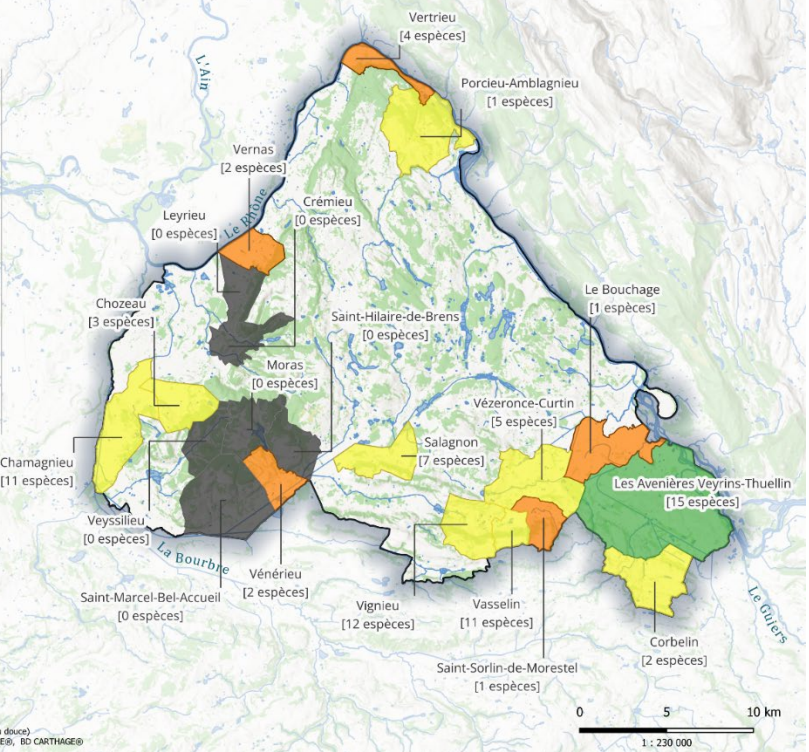 Vertrieu
[4 espèces]
L'Ain
Porcieu-Amblagnieu
[1 espèces]
Vernas
[2 espèces]
Crémieu
[0 espèces]
Leyrieu
[0 espèces]
Le Rhône
Le Bouchage
[1 espèces]
Chozeau
[3 espèces]
Saint-Hilaire-de-Brens
[0 espèces]
Moras
[0 espèces]
Vézeronce-Curtin
[5 espèces]
Salagnon
[7 espèces]
Chamagnieu
[11 espèces]
Les Avenières Veyrins-Thuellin
[15 espèces]
Veyssilieu
[0 espèces]
La Bourbre
Vénérieu
[2 espèces]
Saint-Marcel-Bel-Accueil
[0 espèces]
Vignieu
[12 espèces]
Vasselin
[11 espèces]
Le Guiers
Corbelin
[2 espèces]
Saint-Sorlin-de-Morestel
[1 espèces]
0 5 10 km
1 : 230 000
douce)
E®, BD CARTHAGE®